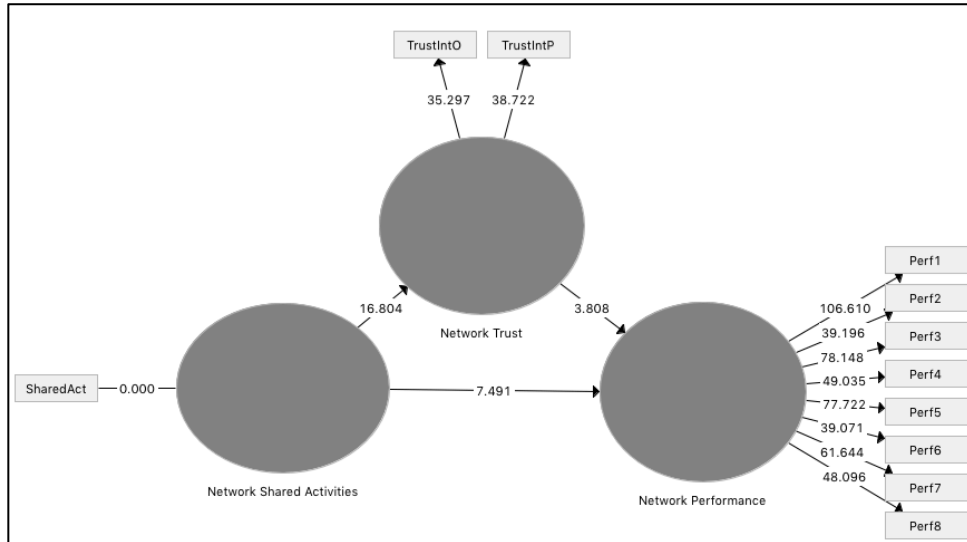 TrustIntO TrustIntP
35.297 38.722
16.804 3.808
Network Trust
SharedAct 0.000
7.491
Network Shared Activities
Network Performance
106.610
39.196
78.148
49.035
77.722
39.071
61.644
48.096
Perf1
Perf2
Perf3
Perf4
Perf5
Perf6
Perf7
Perf8